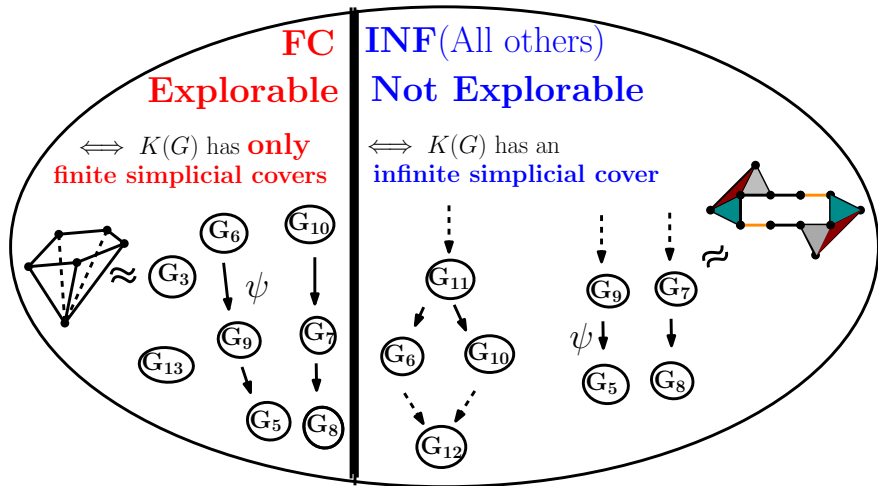 FC
Explorable
⟺ K(G) has only
finite simplicial covers
≈
G₃
G₆
G₁₀
ψ
G₉
G₇
G₁₃
G₅
G₈
INF(All others)
Not Explorable
⟺ K(G) has an
infinite simplicial cover
G₁₁
G₆
G₁₀
G₁₂
G₉
G₇
≈
ψ
G₅
G₈